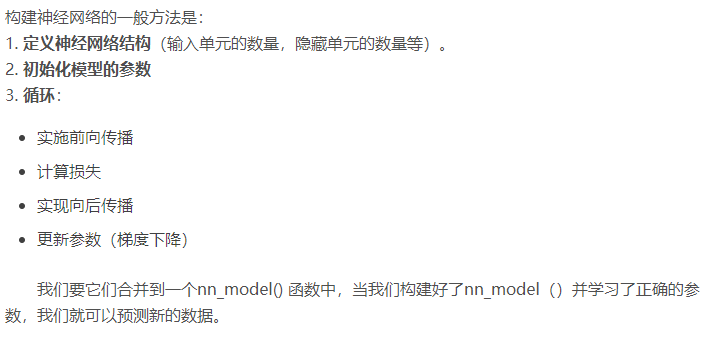 构建神经网络的一般方法是：
1. 定义神经网络结构（输入单元的数量，隐藏单元的数量等）。
2. 初始化模型的参数
3. 循环：
• 实施前向传播
• 计算损失
• 实现向后传播
• 更新参数（梯度下降）
我们要它们合并到一个nn_model() 函数中，当我们构建好了nn_model（）并学习了正确的参
数，我们就可以预测新的数据。